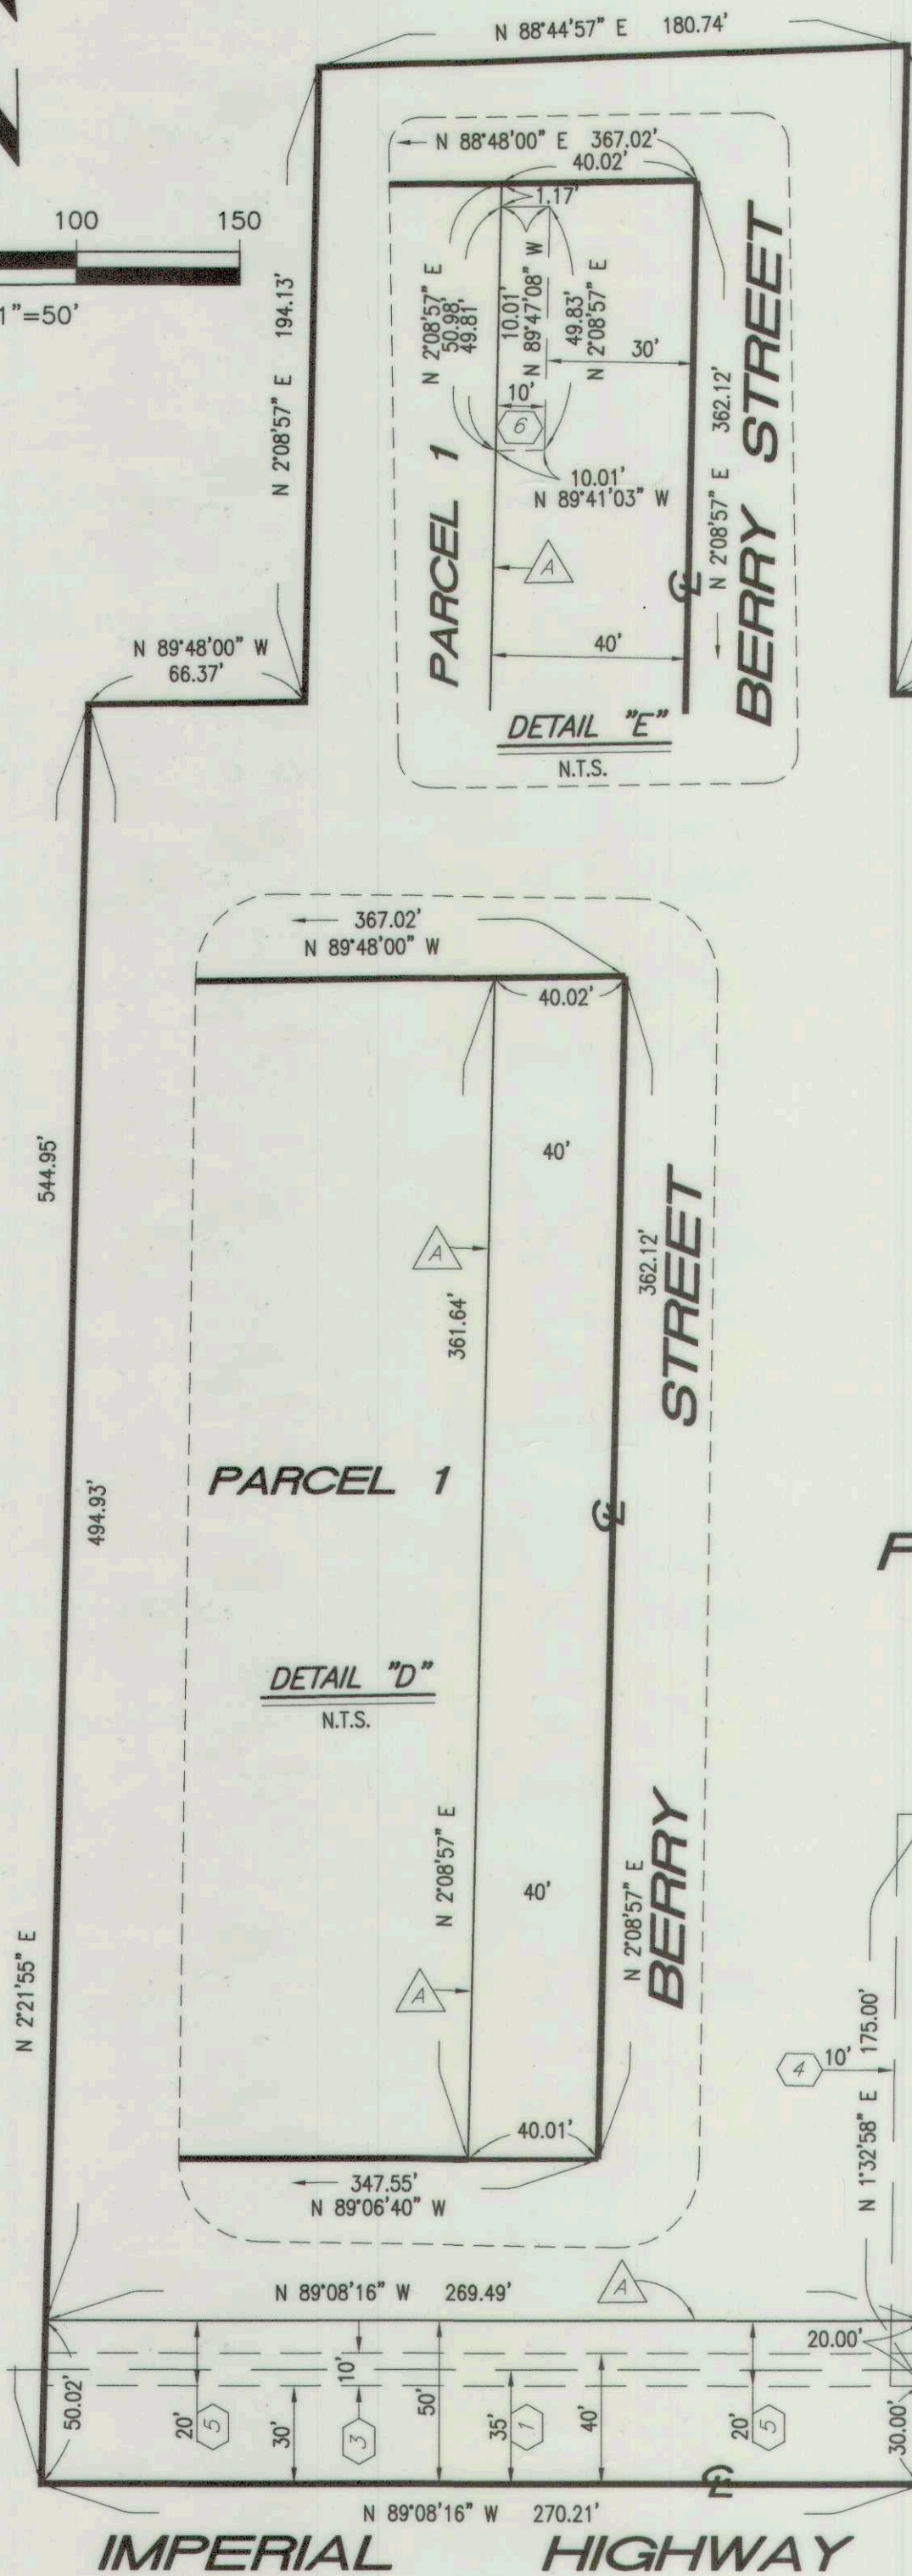 N 88°44'57" E 180.74'
100 150
1"=50'
N 2°08'57" E 194.13'
N 88°48'00" E 367.02'
40.02'
1.17'
N 2°08'57" E
50.98'
49.81'
10.01'
N 89°47'08" W
49.83'
N 2°08'57" E
30'
10'
6
10.01'
N 89°41'03" W
PARCEL 1
A
40'
N 2°08'57" E 362.12'
BERRY STREET
CL
DETAIL "E"
N.T.S.
N 89°48'00" W
66.37'
367.02'
N 89°48'00" W
40.02'
40'
544.95'
A
361.64'
362.12'
STREET
PARCEL 1
494.93'
CL
DETAIL "D"
N.T.S.
N 2°08'57" E
40'
N 2°08'57" E
BERRY
A
N 2°21'55" E
4
10'
N 1°32'58" E 175.00'
40.01'
347.55'
N 89°06'40" W
N 89°08'16" W 269.49'
A
20.00'
50.02'
20'
5
30'
10'
3
50'
35'
1
40'
20'
5
30.00'
CL
N 89°08'16" W 270.21'
IMPERIAL HIGHWAY